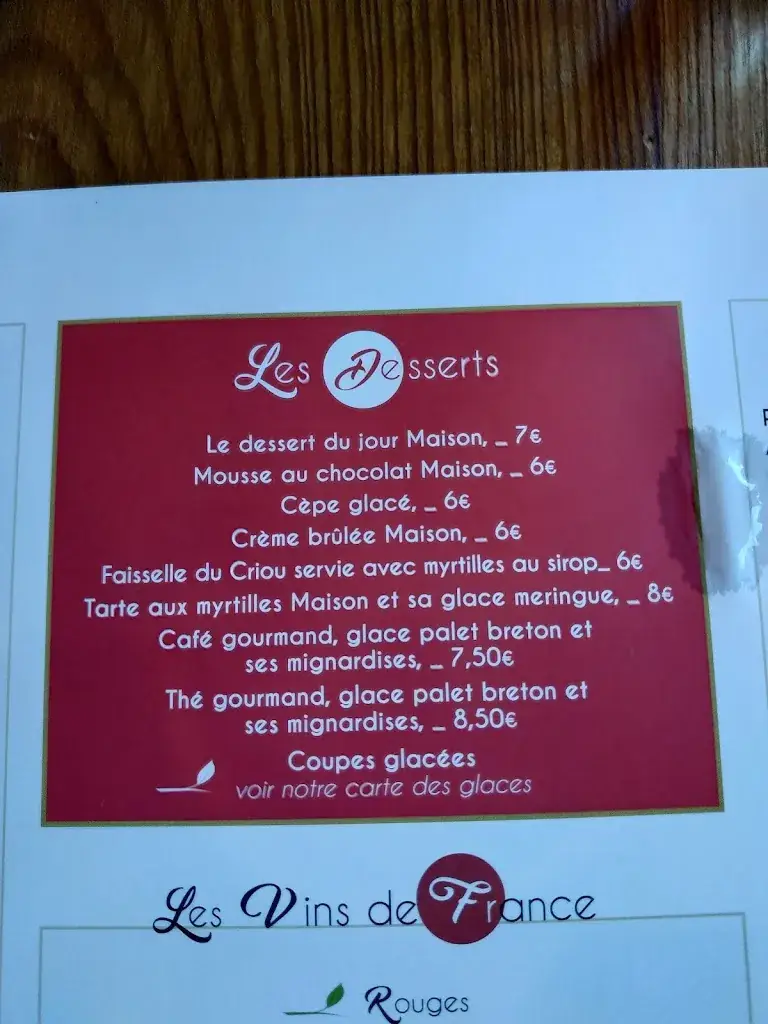 Les Desserts
Le dessert du jour Maison, _ 7€
Mousse au chocolat Maison, _ 6€
Cèpe glacé, _ 6€
Crème brûlée Maison, _ 6€
Faisselle du Criou servie avec myrtilles au sirop_ 6€
Tarte aux myrtilles Maison et sa glace meringue, _ 8€
Café gourmand, glace palet breton et
ses mignardises, _ 7,50€
Thé gourmand, glace palet breton et
ses mignardises, _ 8,50€
Coupes glacées
voir notre carte des glaces
Les Vins de France
Rouges